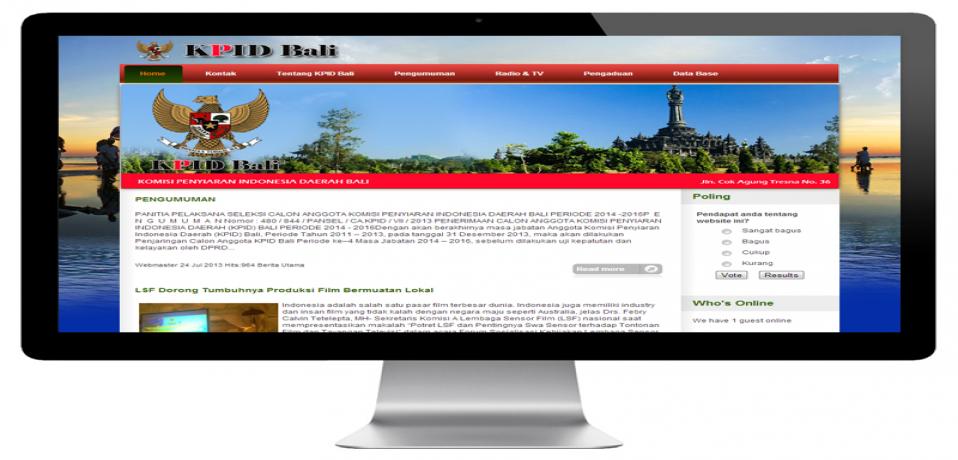 KPID Bali
Home Kontak Tentang KPID Bali Pengumuman Radio & TV Pengaduan Data Base
KPID Bali
KOMISI PENYIARAN INDONESIA DAERAH BALI
Jln. Cok Agung Tresna No. 36
PENGUMUMAN
PANITIA PELAKSANA SELEKSI CALON ANGGOTA KOMISI PENYIARAN INDONESIA DAERAH BALI PERIODE 2014 -2016P E
N G U M U M A N Nomor : 480 / 844 / PANSEL / CA.KPID / VII / 2013 PENERIMAAN CALON ANGGOTA KOMISI PENYIARAN
INDONESIA DAERAH (KPID) BALI PERIODE 2014 - 2016Dengan akan berakhirnya masa jabatan Anggota Komisi Penyiaran
Indonesia Daerah (KPID) Bali, Periode Tahun 2011 – 2013, pada tanggal 31 Desember 2013, maka akan dilakukan
Penjaringan Calon Anggota KPID Bali Periode ke–4 Masa Jabatan 2014 – 2016, sebelum dilakukan uji kepatutan dan
kelayakan oleh DPRD...
Webmaster 24 Jul 2013 Hits:964 Berita Utama
Read more
LSF Dorong Tumbuhnya Produksi Film Bermuatan Lokal
Indonesia adalah salah satu pasar film terbesar dunia. Indonesia juga memiliki industry
dan insan film yang tidak kalah dengan negara maju seperti Australia, jelas Drs. Febry
Calvin Tetelepta, MH- Sekretaris Komisi A Lembaga Sensor Film (LSF) nasional saat
mempresentasikan makalah "Potret LSF dan Pentingnya Swa Sensor terhadap Tontonan
Poling
Pendapat anda tentang
website ini?
Sangat bagus
Bagus
Cukup
Kurang
Vote Results
Who's Online
We have 1 guest online